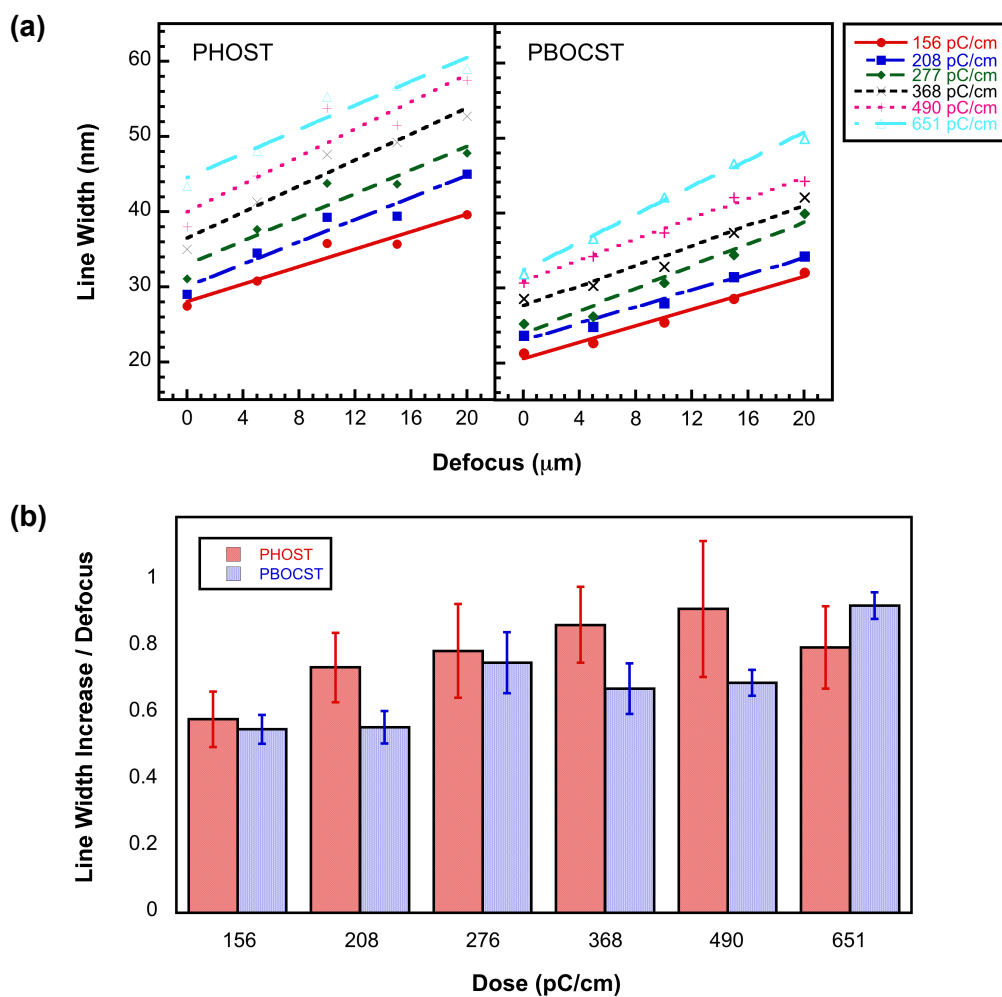 (a)
PHOST
PBOCST
156 pC/cm
208 pC/cm
277 pC/cm
368 pC/cm
490 pC/cm
651 pC/cm
Line Width (nm)
60
50
40
30
20
0 4 8 12 16 20
0 4 8 12 16 20
Defocus (μm)
(b)
PHOST
PBOCST
Line Width Increase / Defocus
1
0.8
0.6
0.4
0.2
0
156 208 276 368 490 651
Dose (pC/cm)